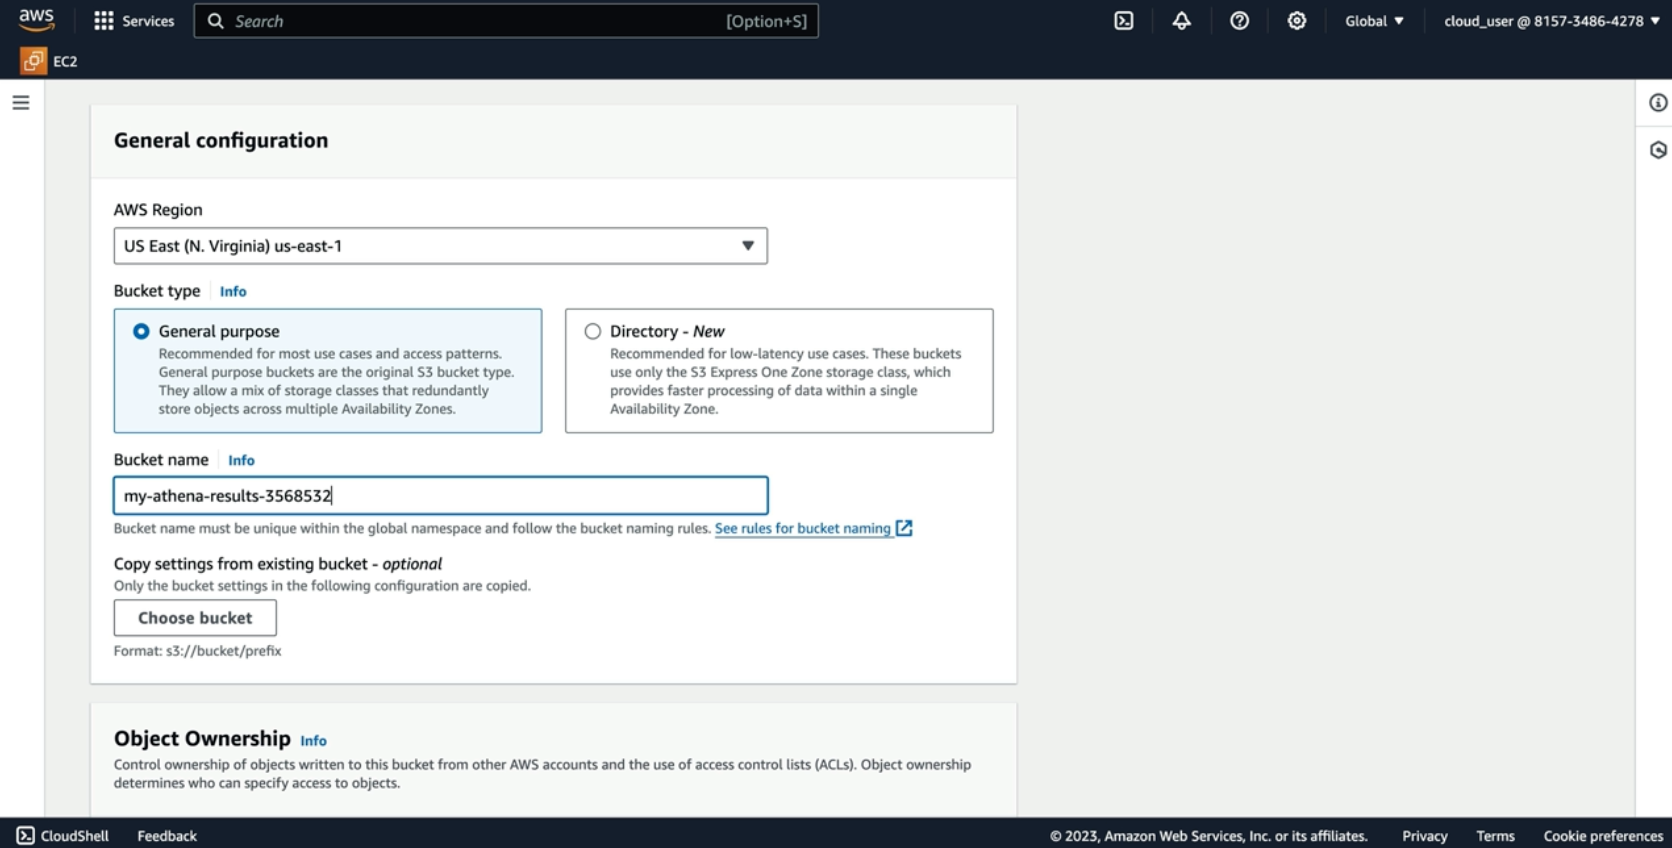 aws
Services
Search [Option+S]
Global
cloud_user @ 8157-3486-4278
EC2
General configuration
AWS Region
US East (N. Virginia) us-east-1
Bucket type Info
General purpose
Recommended for most use cases and access patterns.
General purpose buckets are the original S3 bucket type.
They allow a mix of storage classes that redundantly
store objects across multiple Availability Zones.
Directory - New
Recommended for low-latency use cases. These buckets
use only the S3 Express One Zone storage class, which
provides faster processing of data within a single
Availability Zone.
Bucket name Info
my-athena-results-3568532
Bucket name must be unique within the global namespace and follow the bucket naming rules. See rules for bucket naming
Copy settings from existing bucket - optional
Only the bucket settings in the following configuration are copied.
Choose bucket
Format: s3://bucket/prefix
Object Ownership Info
Control ownership of objects written to this bucket from other AWS accounts and the use of access control lists (ACLs). Object ownership
determines who can specify access to objects.
CloudShell Feedback © 2023, Amazon Web Services, Inc. or its affiliates. Privacy Terms Cookie preferences